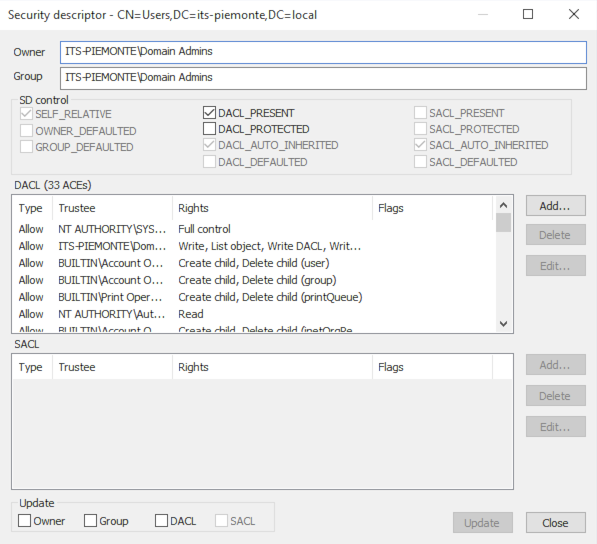 Security descriptor - CN=Users,DC=its-piemonte,DC=local
Owner
ITS-PIEMONTE\Domain Admins
Group
ITS-PIEMONTE\Domain Admins
SD control
SELF_RELATIVE DACL_PRESENT SACL_PRESENT
OWNER_DEFAULTED DACL_PROTECTED SACL_PROTECTED
GROUP_DEFAULTED DACL_AUTO_INHERITED SACL_AUTO_INHERITED
DACL_DEFAULTED SACL_DEFAULTED
DACL (33 ACEs)
Type Trustee Rights Flags
Allow NT AUTHORITY\SYS... Full control
Allow ITS-PIEMONTE\Dom... Write, List object, Write DACL, Writ...
Allow BUILTIN\Account O... Create child, Delete child (user)
Allow BUILTIN\Account O... Create child, Delete child (group)
Allow BUILTIN\Print Oper... Create child, Delete child (printQueue)
Allow NT AUTHORITY\Aut... Read
Allow BUILTIN\Account O... Create child, Delete child (inetOrgPe...
Add...
Delete
Edit...
SACL
Type Trustee Rights Flags
Add...
Delete
Edit...
Update
Owner Group DACL SACL
Update Close